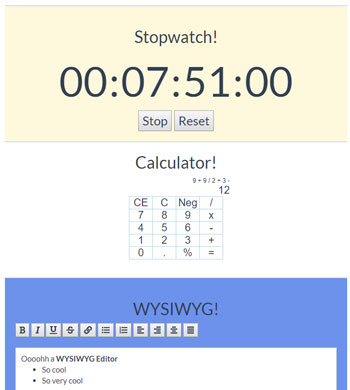 Stopwatch!
00:07:51:00
Stop Reset
Calculator!
9 + 9 / 2 + 3 -
12
CE C Neg /
7 8 9 x
4 5 6 -
1 2 3 +
0 . % =
WYSIWYG!
B I U S
Oooohh a WYSIWYG Editor
• So cool
• So very cool